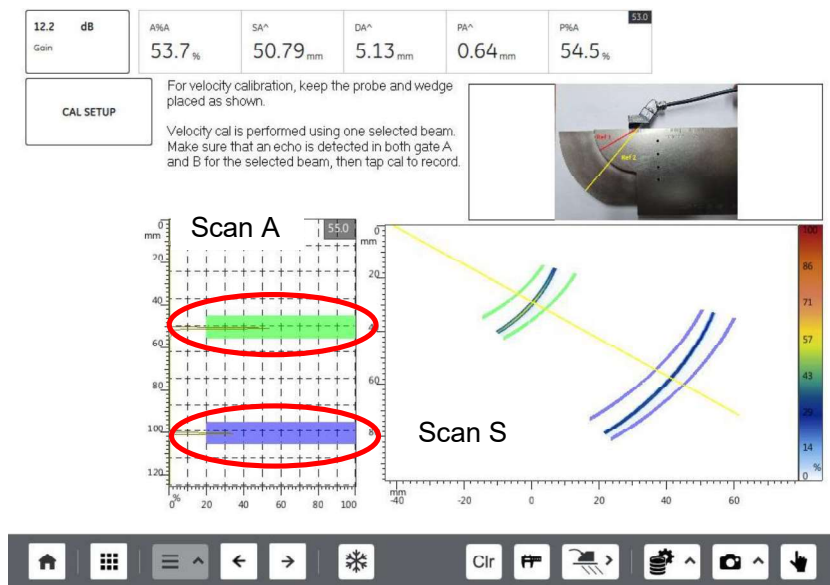 12.2 dB
Gain
A%A
53.7 %
SA^
50.79 mm
DA^
5.13 mm
PA^
0.64 mm
P%A
54.5 %
53.0
CAL SETUP
For velocity calibration, keep the probe and wedge
placed as shown.
Velocity cal is performed using one selected beam.
Make sure that an echo is detected in both gate A
and B for the selected beam, then tap cal to record.
Ref 1
Ref 2
Scan A
55.0
0
mm
20
40
60
80
100
120
0 % 20 40 60 80 100
Scan S
0
mm
20
4
60
8
mm
-40 -20 0 20 40 60
100
86
71
57
43
29
14
0 %
Clr